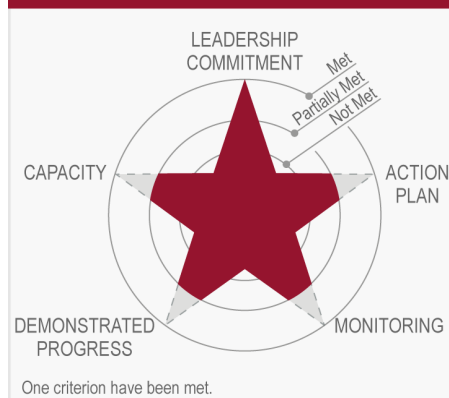 LEADERSHIP
COMMITMENT
Met
Partially Met
Not Met
CAPACITY
ACTION
PLAN
DEMONSTRATED
PROGRESS
MONITORING
One criterion have been met.